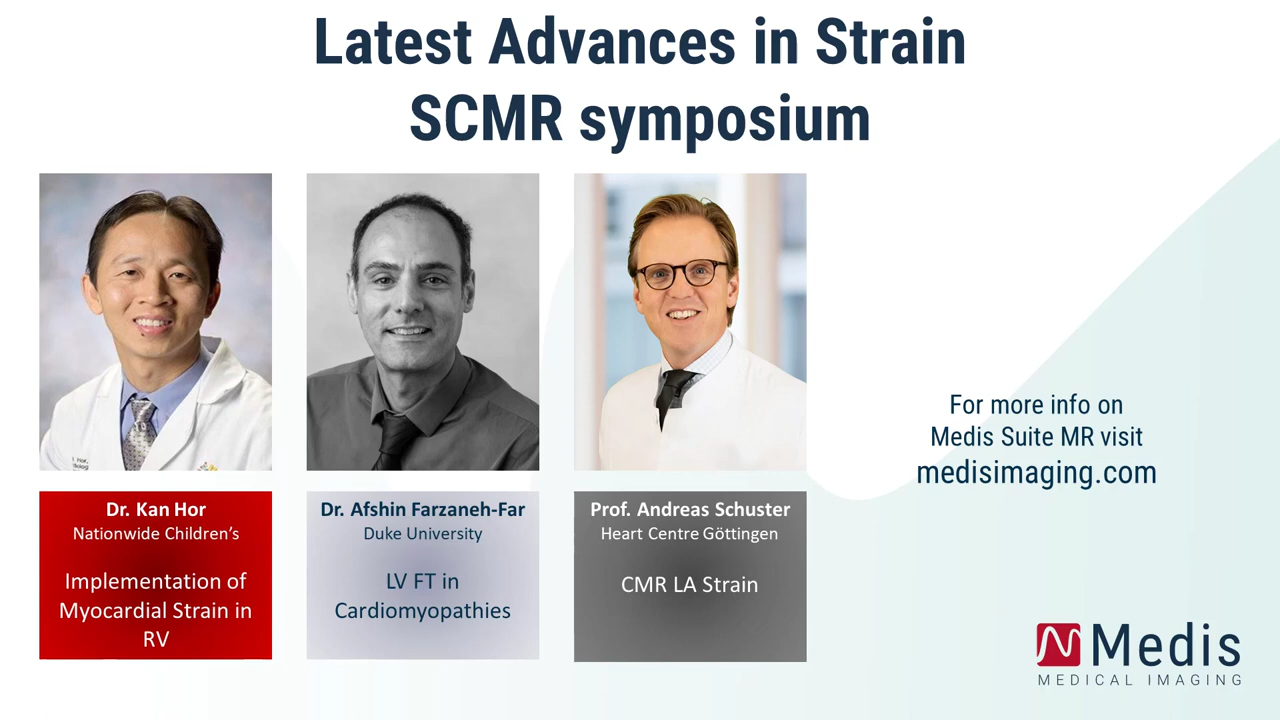 Latest Advances in Strain
SCMR symposium
Dr. Kan Hor
Nationwide Children's
Implementation of
Myocardial Strain in
RV
Dr. Afshin Farzaneh-Far
Duke University
LV FT in
Cardiomyopathies
Prof. Andreas Schuster
Heart Centre Göttingen
CMR LA Strain
For more info on
Medis Suite MR visit
medisimaging.com
Medis
MEDICAL IMAGING